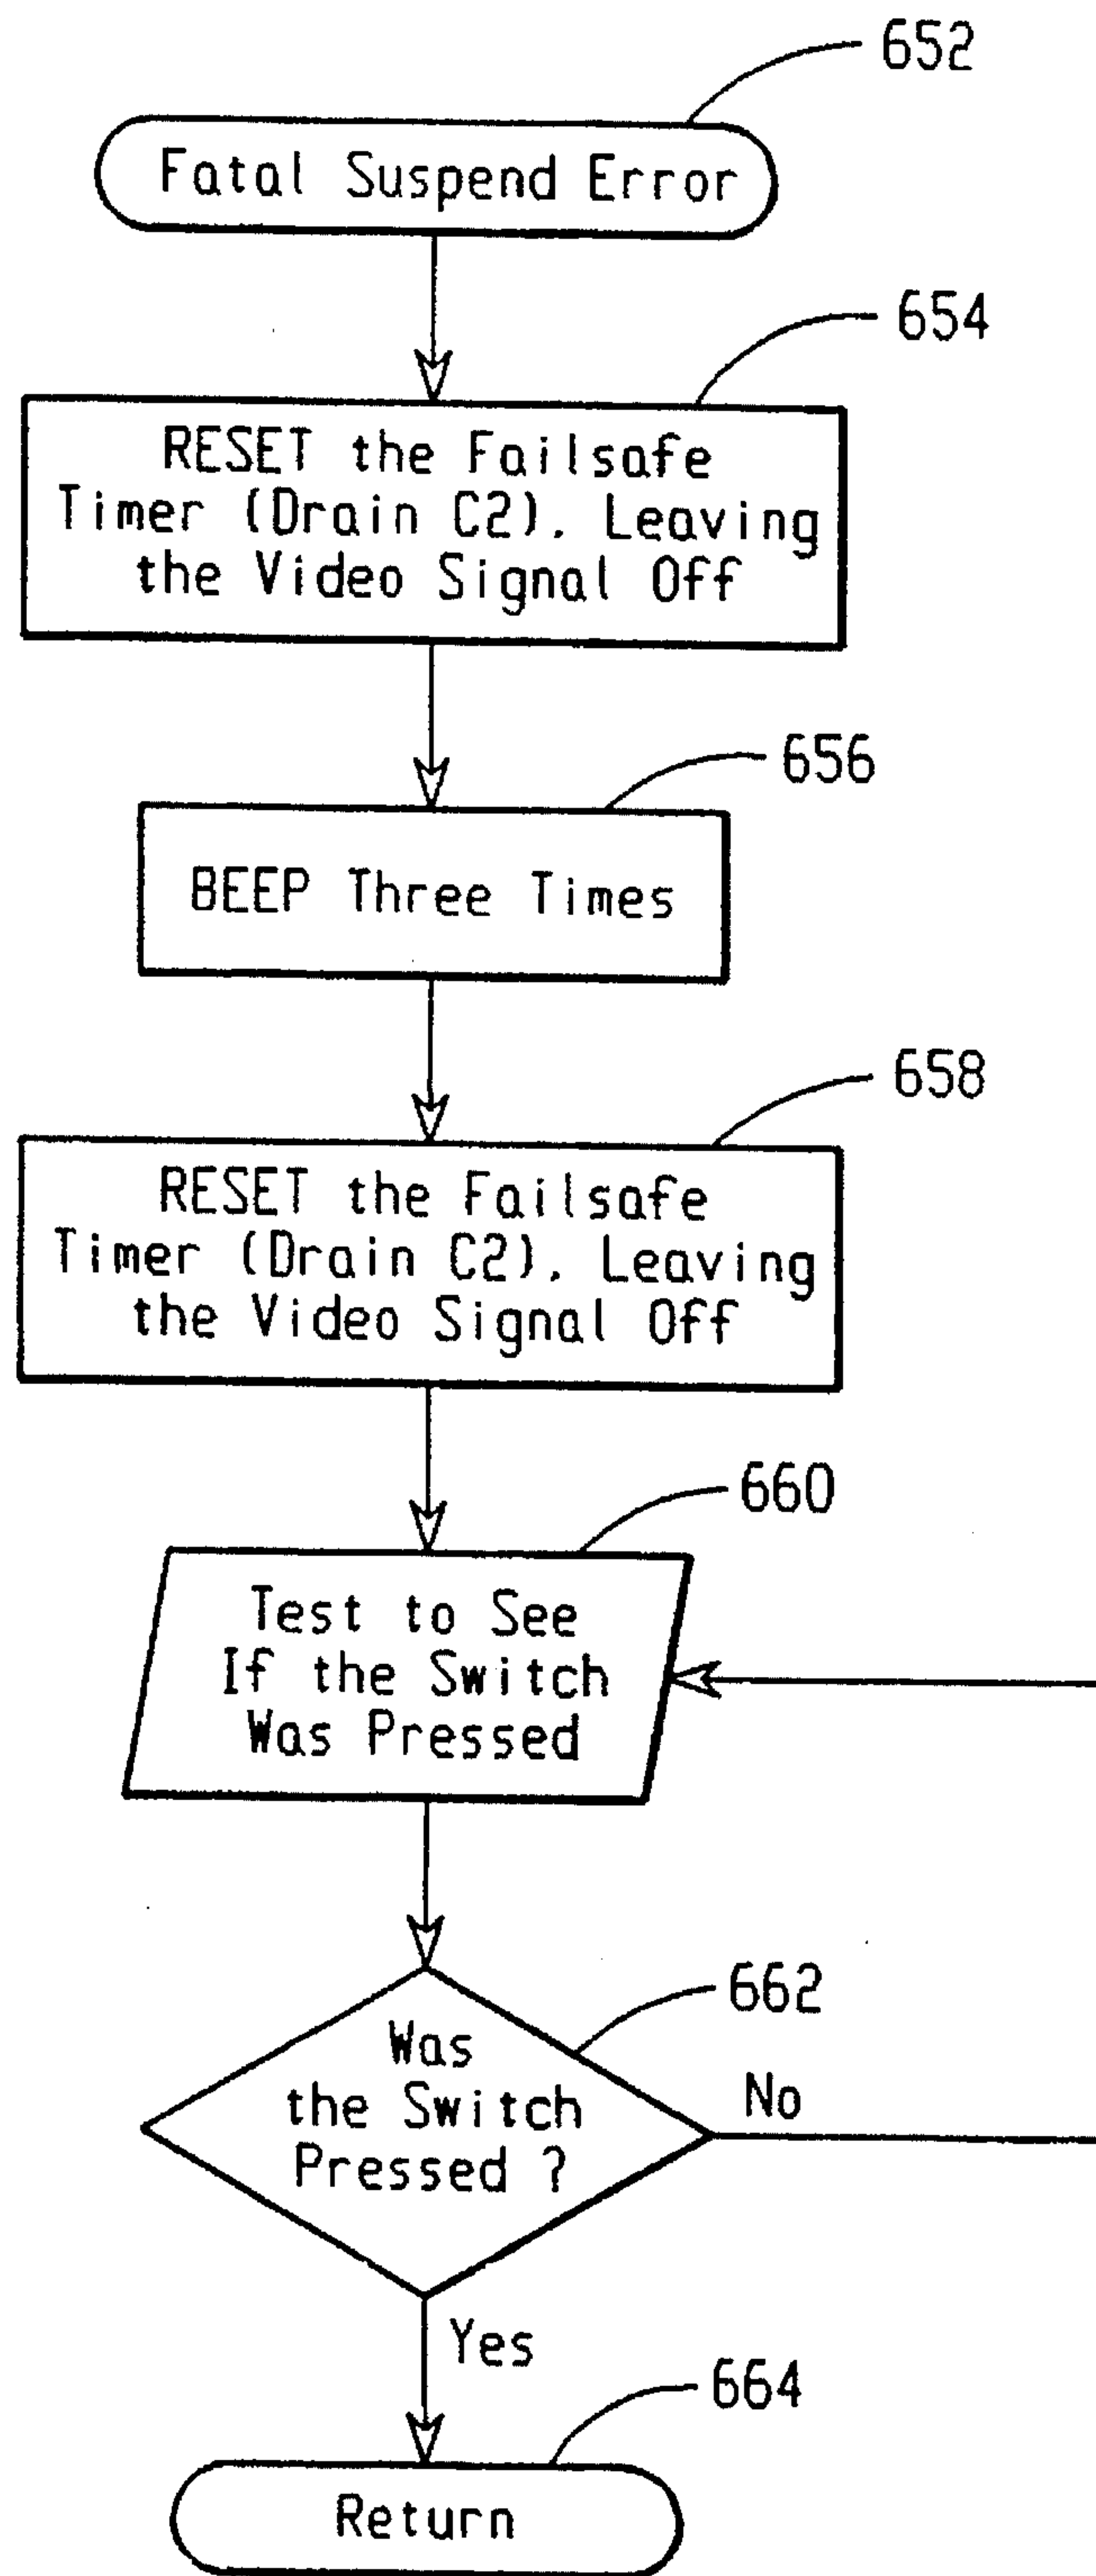 652
Fatal Suspend Error
654
RESET the Failsafe
Timer (Drain C2), Leaving
the Video Signal Off
656
BEEP Three Times
658
RESET the Failsafe
Timer (Drain C2), Leaving
the Video Signal Off
660
Test to See
If the Switch
Was Pressed
662
Was
the Switch
Pressed ?
No
Yes
664
Return